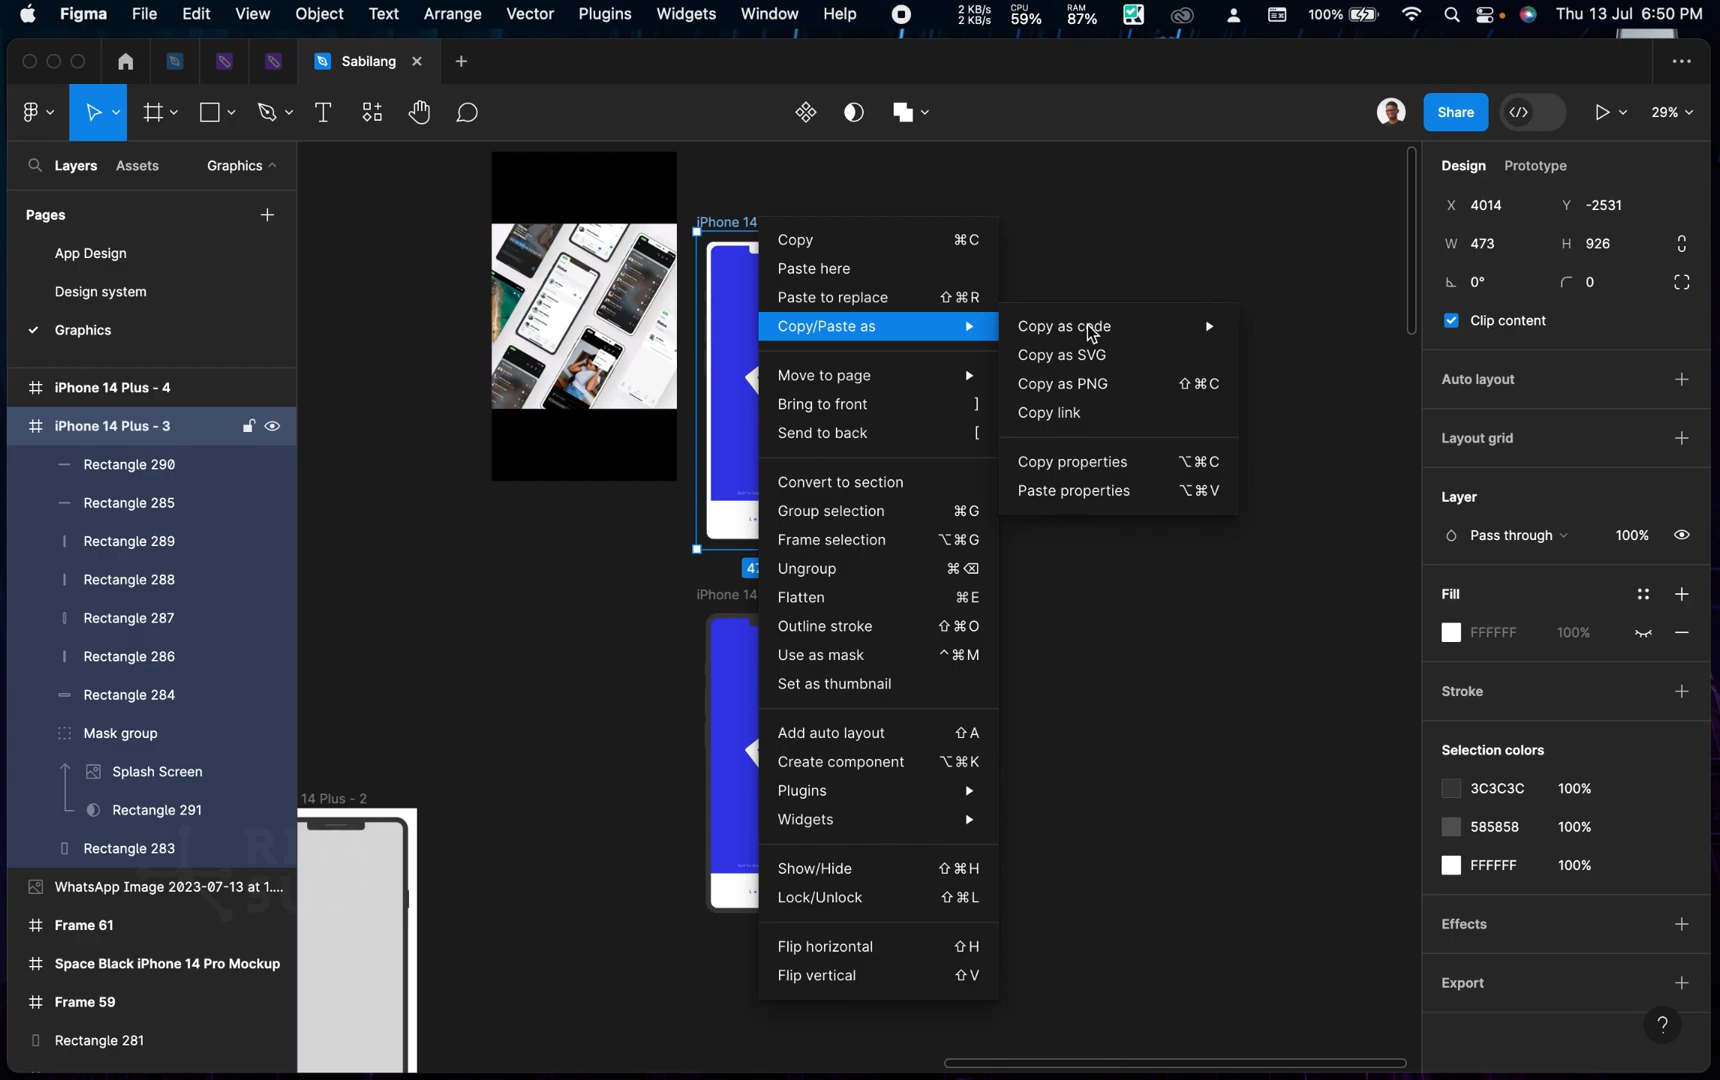 Figma File Edit View Object Text Arrange Vector Plugins Widgets Window Help
2 KB/s
2 KB/s
CPU
59%
RAM
87%
100%
Thu 13 Jul 6:50 PM
Sabilang
Share
29%
Layers Assets Graphics
Pages
App Design
Design system
Graphics
iPhone 14 Plus - 4
iPhone 14 Plus - 3
Rectangle 290
Rectangle 285
Rectangle 289
Rectangle 288
Rectangle 287
Rectangle 286
Rectangle 284
Mask group
Splash Screen
Rectangle 291
Rectangle 283
WhatsApp Image 2023-07-13 at 1....
Frame 61
Space Black iPhone 14 Pro Mockup
Frame 59
Rectangle 281
iPhone 14
47
iPhone 14
14 Plus - 2
Copy ⌘C
Paste here
Paste to replace ⇧⌘R
Copy/Paste as
Move to page
Bring to front ]
Send to back [
Convert to section
Group selection ⌘G
Frame selection ⌥⌘G
Ungroup ⌘⌫
Flatten ⌘E
Outline stroke ⇧⌘O
Use as mask ^⌘M
Set as thumbnail
Add auto layout ⇧A
Create component ⌥⌘K
Plugins
Widgets
Show/Hide ⇧⌘H
Lock/Unlock ⇧⌘L
Flip horizontal ⇧H
Flip vertical ⇧V
Copy as code
Copy as SVG
Copy as PNG ⇧⌘C
Copy link
Copy properties ⌥⌘C
Paste properties ⌥⌘V
Design Prototype
X 4014 Y -2531
W 473 H 926
0° 0
Clip content
Auto layout
Layout grid
Layer
Pass through 100%
Fill
FFFFFF 100%
Stroke
Selection colors
3C3C3C 100%
585858 100%
FFFFFF 100%
Effects
Export
?